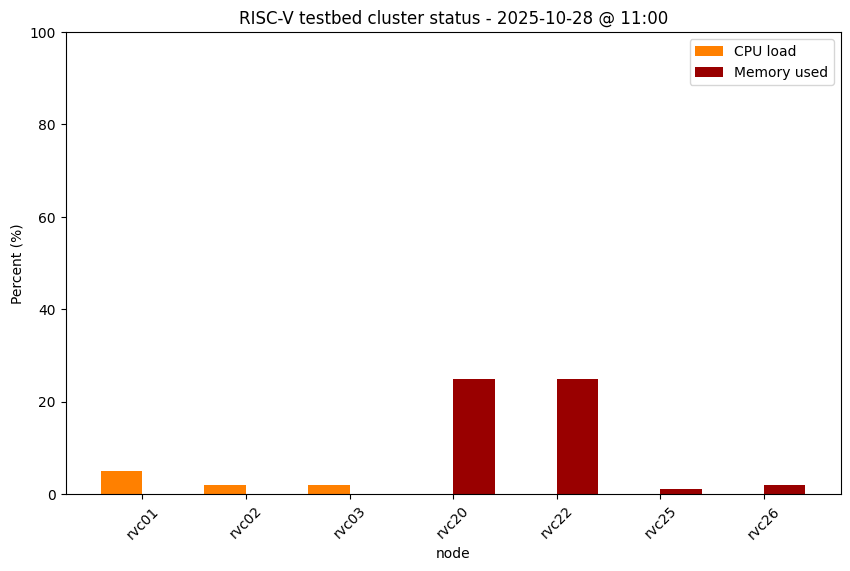 RISC-V testbed cluster status - 2025-10-28 @ 11:00
CPU load
Memory used
Percent (%)
100
80
60
40
20
0
rvc01
rvc02
rvc03
rvc20
rvc22
rvc25
rvc26
node